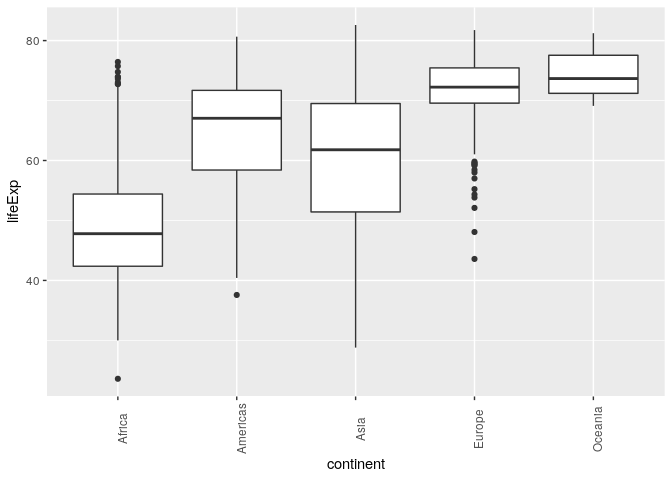 lifeExp
80
60
40
Africa
Americas
Asia
Europe
Oceania
continent